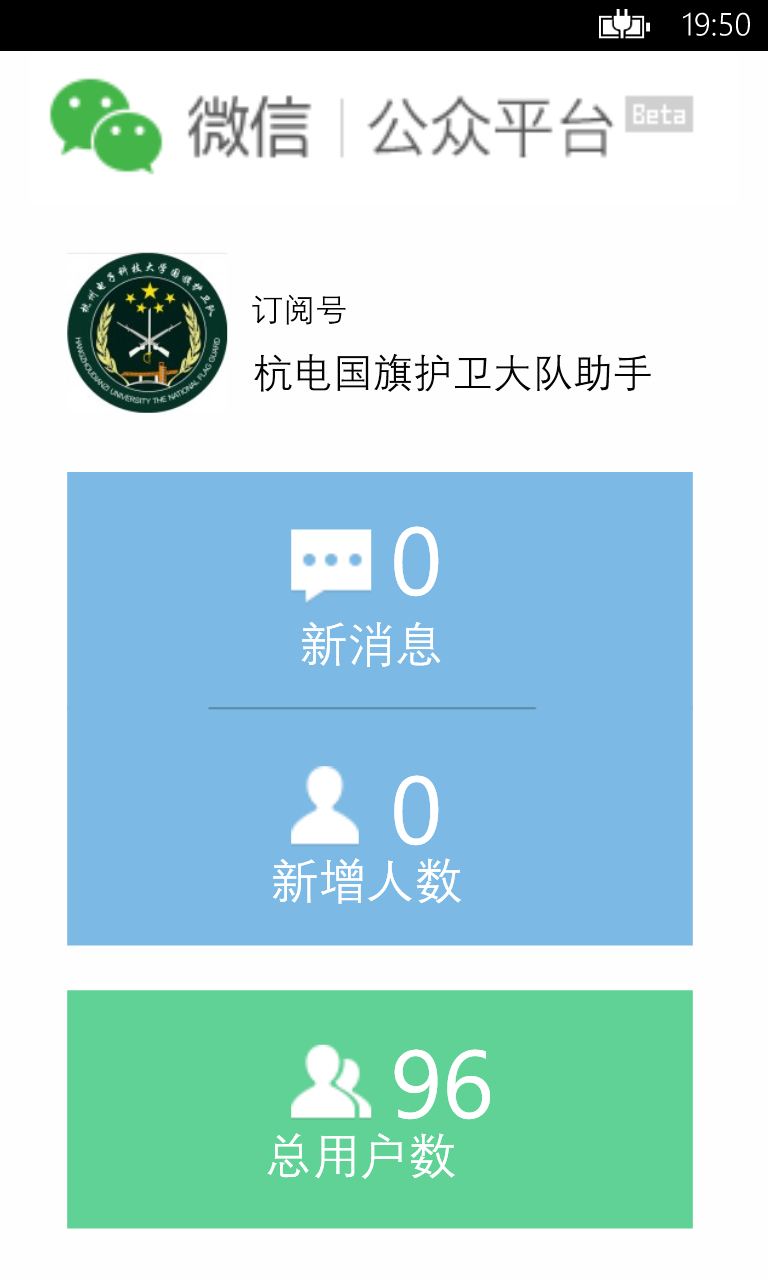 19:50
微信 | 公众平台 Beta
杭州电子科技大学国旗护卫队
HANGZHOUDIANZI UNIVERSITY THE NATIONAL FLAG GUARD
订阅号
杭电国旗护卫大队助手
0
新消息
0
新增人数
96
总用户数